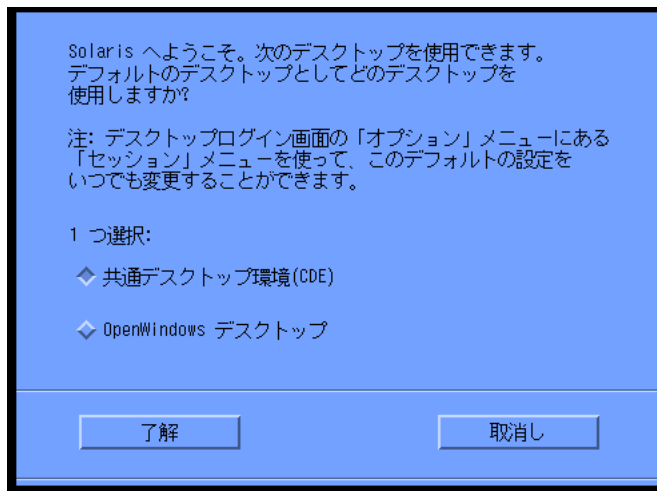 Solaris へようこそ。次のデスクトップを使用できます。
デフォルトのデスクトップとしてどのデスクトップを
使用しますか?
注: デスクトップログイン画面の「オプション」メニューにある
「セッション」メニューを使って、このデフォルトの設定を
いつでも変更することができます。
1 つ選択:
共通デスクトップ環境(CDE)
OpenWindows デスクトップ
了解
取消し